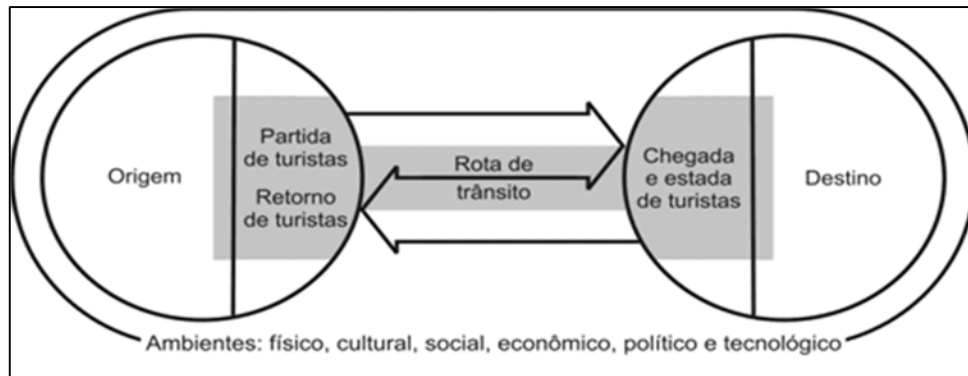 Origem
Partida
de turistas
Retorno
de turistas
Rota de
trânsito
Chegada
e estada
de turistas
Destino
Ambientes: físico, cultural, social, econômico, político e tecnológico